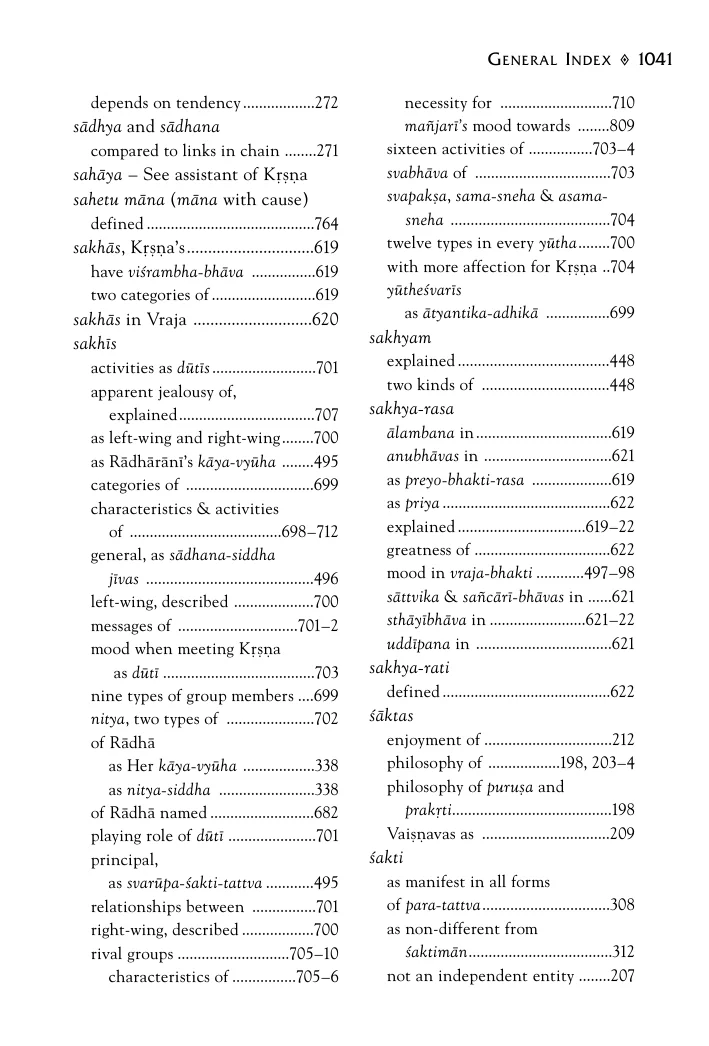 GENERAL INDEX ◈ 1041
depends on tendency..................272
sādhya and sādhana
compared to links in chain ........271
sahāya – See assistant of Kṛṣṇa
sahetu māna (māna with cause)
defined..........................................764
sakhās, Kṛṣṇa's................................619
have viśrambha-bhāva ................619
two categories of..........................619
sakhās in Vraja .............................620
sakhīs
activities as dūtīs..........................701
apparent jealousy of,
explained..................................707
as left-wing and right-wing........700
as Rādhārāṇī's kāya-vyūha ........495
categories of ................................699
characteristics & activities
of ......................................698–712
general, as sādhana-siddha
jīvas ..........................................496
left-wing, described ....................700
messages of ..............................701–2
mood when meeting Kṛṣṇa
as dūtī ......................................703
nine types of group members ....699
nitya, two types of ......................702
of Rādhā
as Her kāya-vyūha ..................338
as nitya-siddha ........................338
of Rādhā named..........................682
playing role of dūtī ......................701
principal,
as svarūpa-śakti-tattva ............495
relationships between ................701
right-wing, described..................700
rival groups ............................705–10
characteristics of................705–6
necessity for ............................710
mañjarī's mood towards ........809
sixteen activities of ................703–4
svabhāva of ..................................703
svapakṣa, sama-sneha & asama-
sneha ........................................704
twelve types in every yūtha........700
with more affection for Kṛṣṇa ..704
yūtheśvarīs
as ātyantika-adhikā ................699
sakhyam
explained......................................448
two kinds of ................................448
sakhya-rasa
ālambana in..................................619
anubhāvas in ................................621
as preyo-bhakti-rasa ....................619
as priya..........................................622
explained................................619–22
greatness of ..................................622
mood in vraja-bhakti............497–98
sāttvika & sañcārī-bhāvas in ......621
sthāyībhāva in ........................621–22
uddīpana in ..................................621
sakhya-rati
defined..........................................622
śāktas
enjoyment of ................................212
philosophy of ..................198, 203–4
philosophy of puruṣa and
prakṛti........................................198
Vaiṣṇavas as ................................209
śakti
as manifest in all forms
of para-tattva................................308
as non-different from
śaktimān....................................312
not an independent entity ........207